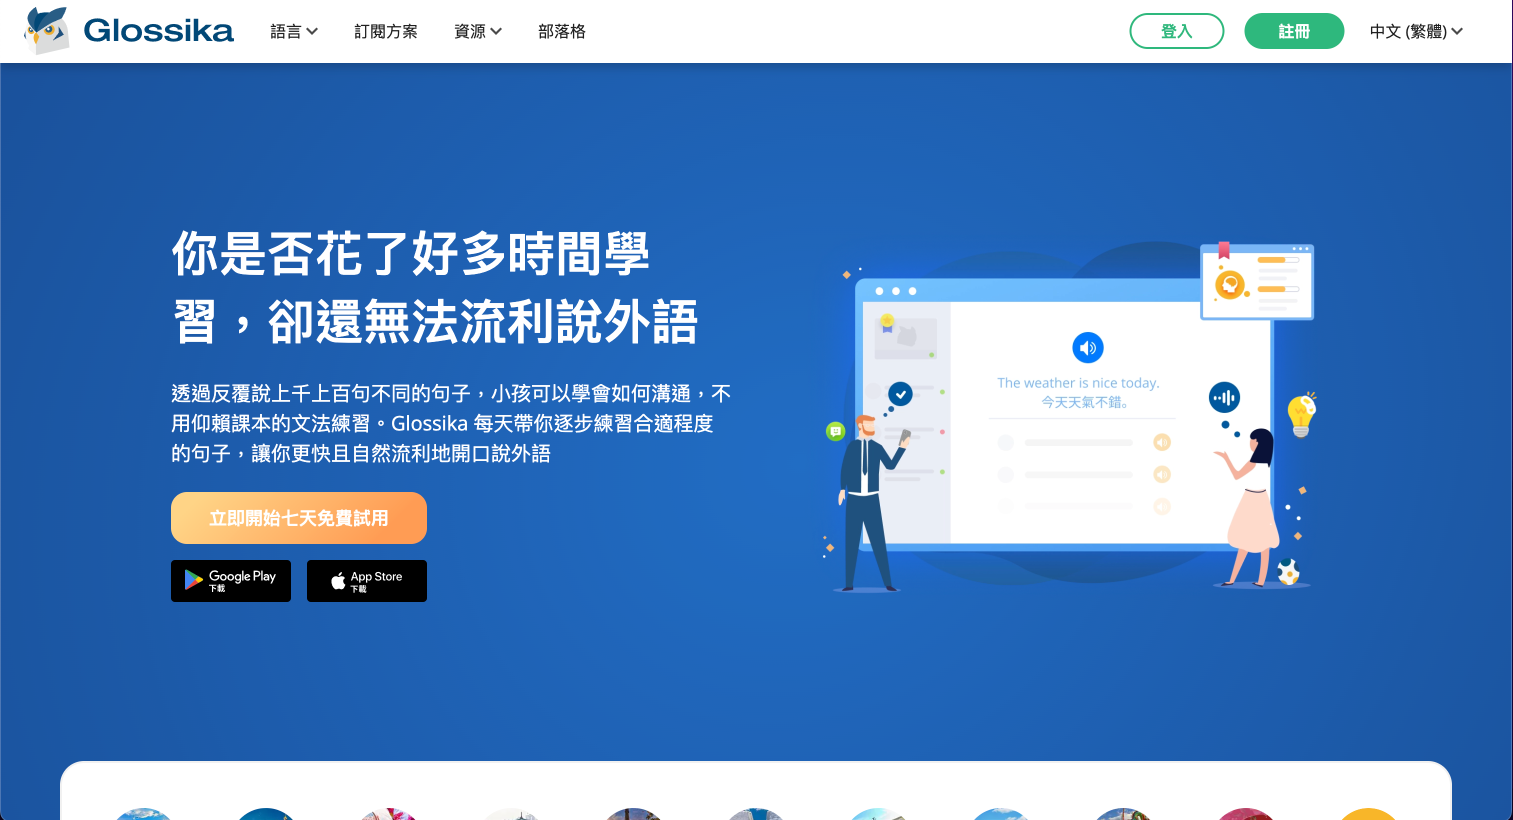 Glossika
語言
訂閱方案
資源
部落格
登入
註冊
中文 (繁體)
你是否花了好多時間學
習，卻還無法流利說外語
透過反覆說上千上百句不同的句子，小孩可以學會如何溝通，不
用仰賴課本的文法練習。Glossika 每天帶你逐步練習合適程度
的句子，讓你更快且自然流利地開口說外語
立即開始七天免費試用
Google Play
下載
App Store
下載
The weather is nice today.
今天天氣不錯。